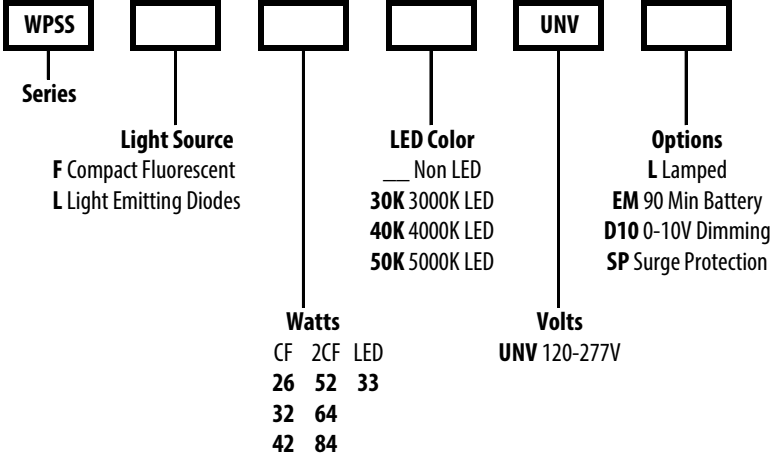 WPSS UNV
Series
Light Source
F Compact Fluorescent
L Light Emitting Diodes
LED Color
__ Non LED
30K 3000K LED
40K 4000K LED
50K 5000K LED
Options
L Lamped
EM 90 Min Battery
D10 0-10V Dimming
SP Surge Protection
Watts
CF 2CF LED
26 52 33
32 64
42 84
Volts
UNV 120-277V